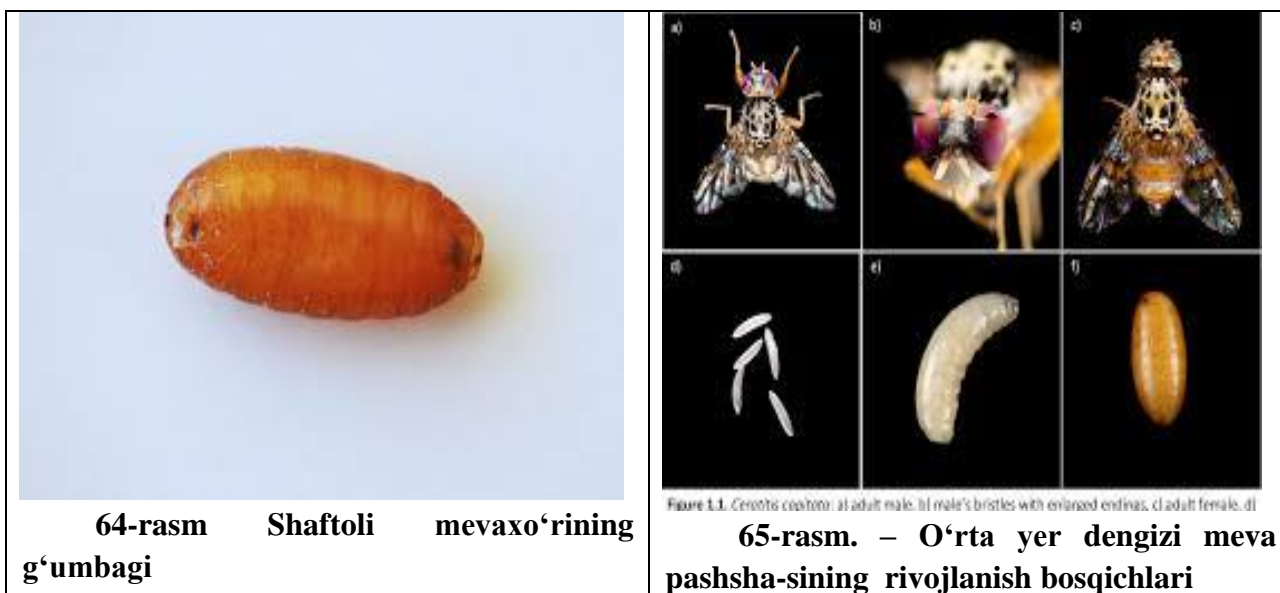 a)
b)
c)
d)
e)
f)
Figure 1.1. Ceratitis capitata: a) adult male, b) male's bristles with enlarged endings, c) adult female, d)
64-rasm Shaftoli mevaxo‘rining
g‘umbagi
65-rasm. – O‘rta yer dengizi meva
pashsha-sining rivojlanish bosqichlari